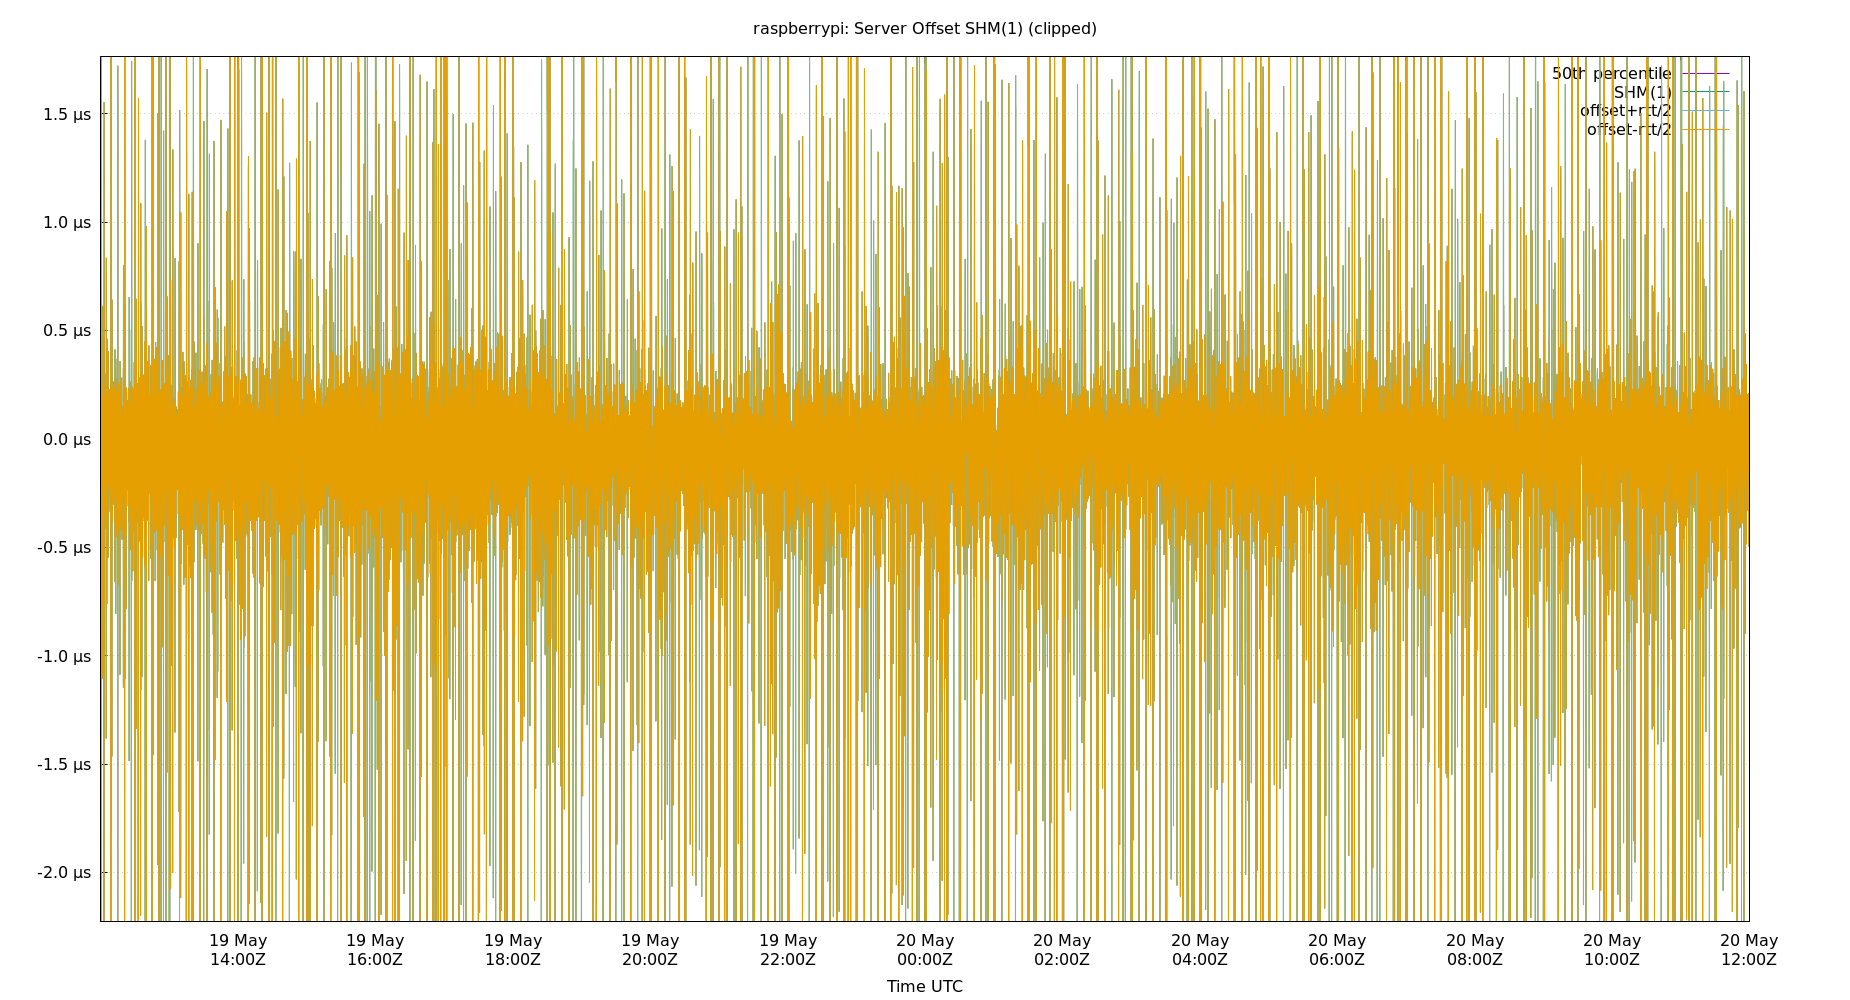 raspberrypi: Server Offset SHM(1) (clipped)
50th percentile
SHM(1)
offset+rtt/2
offset-rtt/2
1.5 µs
1.0 µs
0.5 µs
0.0 µs
-0.5 µs
-1.0 µs
-1.5 µs
-2.0 µs
19 May 19 May 19 May 19 May 19 May 20 May 20 May 20 May 20 May 20 May 20 May 20 May
14:00Z 16:00Z 18:00Z 20:00Z 22:00Z 00:00Z 02:00Z 04:00Z 06:00Z 08:00Z 10:00Z 12:00Z
Time UTC